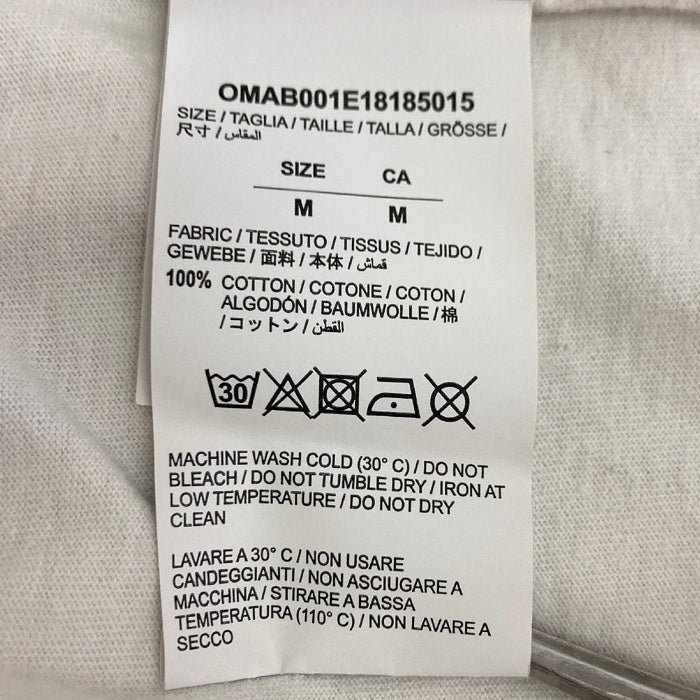 OMAB001E18185015
SIZE / TAGLIA / TAILLE / TALLA / GRÖSSE /
尺寸 / المقاس
SIZE CA
M M
FABRIC / TESSUTO / TISSUS / TEJIDO /
GEWEBE / 面料 / 本体 / قماش
100% COTTON / COTONE / COTON /
ALGODÓN / BAUMWOLLE / 棉
/ コットン / القطن
30
MACHINE WASH COLD (30° C) / DO NOT
BLEACH / DO NOT TUMBLE DRY / IRON AT
LOW TEMPERATURE / DO NOT DRY
CLEAN
LAVARE A 30° C / NON USARE
CANDEGGIANTI / NON ASCIUGARE A
MACCHINA / STIRARE A BASSA
TEMPERATURA (110° C) / NON LAVARE A
SECCO